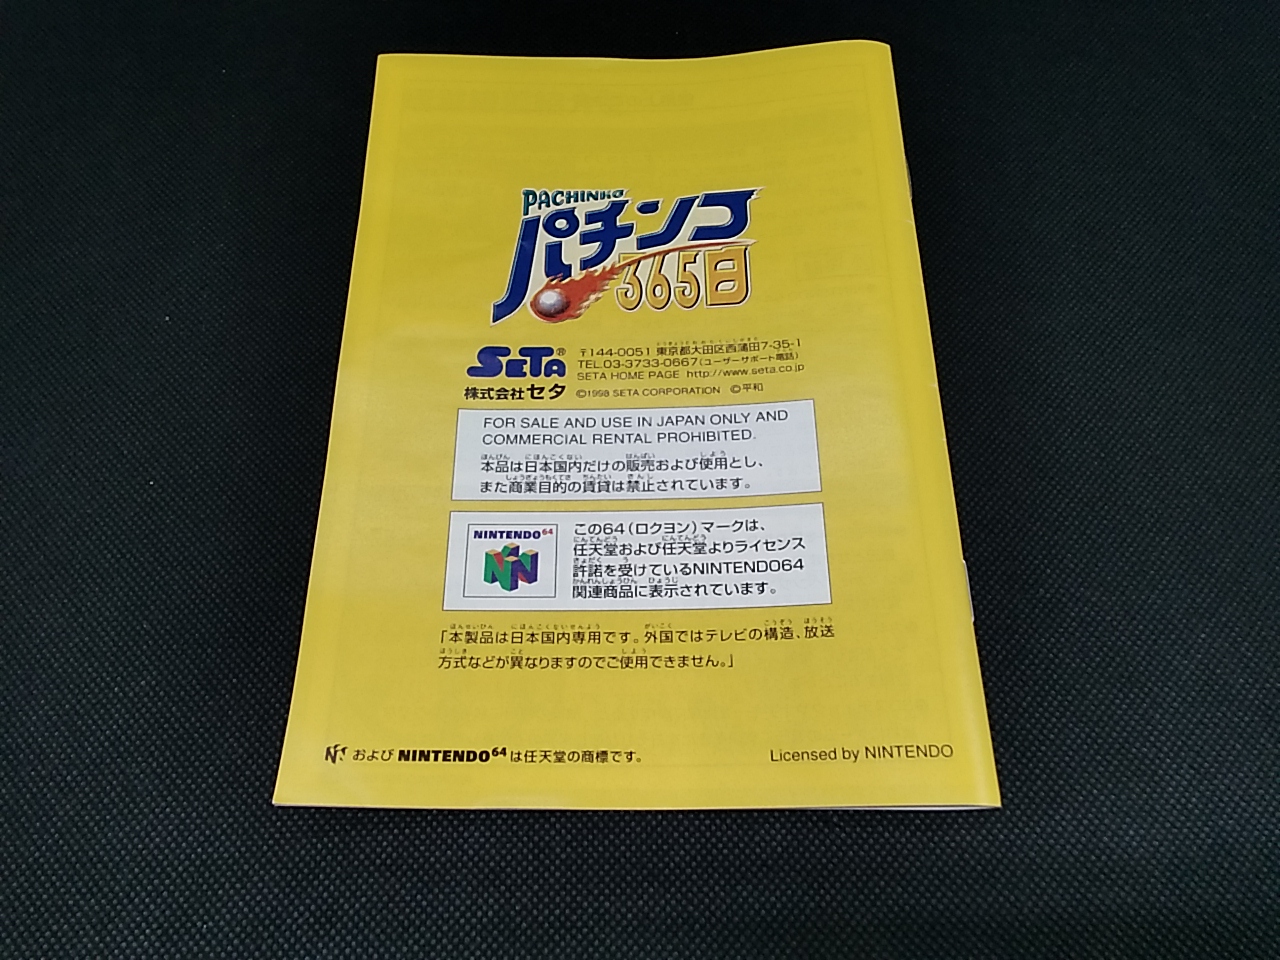 PACHINKO
パチンコ
365日
SETA®
株式会社セタ
〒144-0051 東京都大田区西蒲田7-35-1
TEL.03-3733-0667(ユーザーサポート電話)
SETA HOME PAGE http://www.seta.co.jp
©1998 SETA CORPORATION ©平和
FOR SALE AND USE IN JAPAN ONLY AND
COMMERCIAL RENTAL PROHIBITED.
本品は日本国内だけの販売および使用とし、
また商業目的の賃貸は禁止されています。
NINTENDO64
この64(ロクヨン)マークは、
任天堂および任天堂よりライセンス
許諾を受けているNINTENDO64
関連商品に表示されています。
「本製品は日本国内専用です。外国ではテレビの構造、放送
方式などが異なりますのでご使用できません。」
および NINTENDO64 は任天堂の商標です。
Licensed by NINTENDO